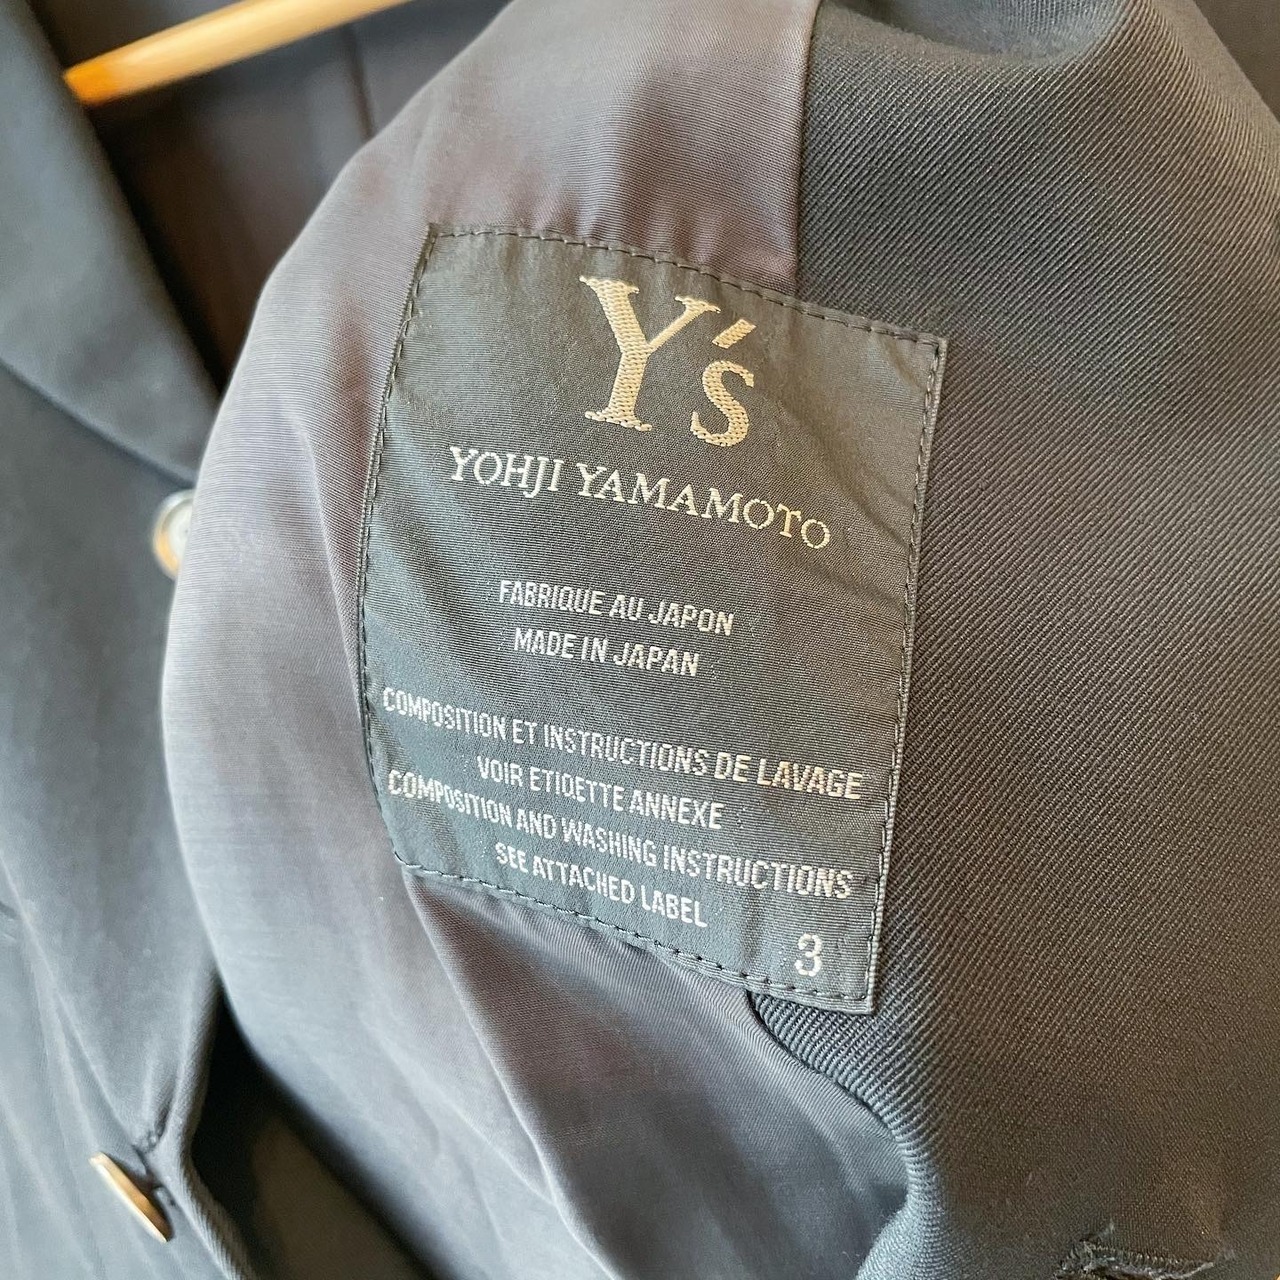 Y's
YOHJI YAMAMOTO
FABRIQUE AU JAPON
MADE IN JAPAN
COMPOSITION ET INSTRUCTIONS DE LAVAGE
VOIR ETIQETTE ANNEXE
COMPOSITION AND WASHING INSTRUCTIONS
SEE ATTACHED LABEL
3